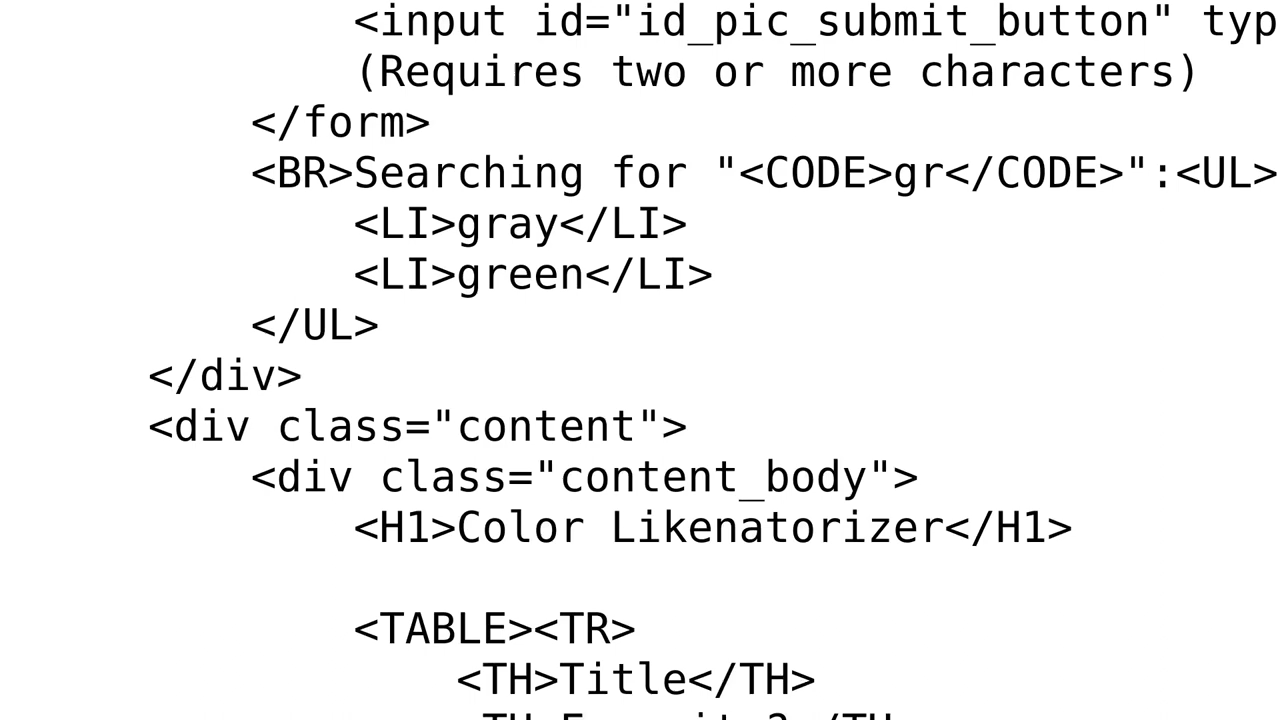 <input id="id_pic_submit_button" typ
(Requires two or more characters)
</form>
<BR>Searching for "<CODE>gr</CODE>":<UL>
<LI>gray</LI>
<LI>green</LI>
</UL>
</div>
<div class="content">
<div class="content_body">
<H1>Color Likenatorizer</H1>
<TABLE><TR>
<TH>Title</TH>